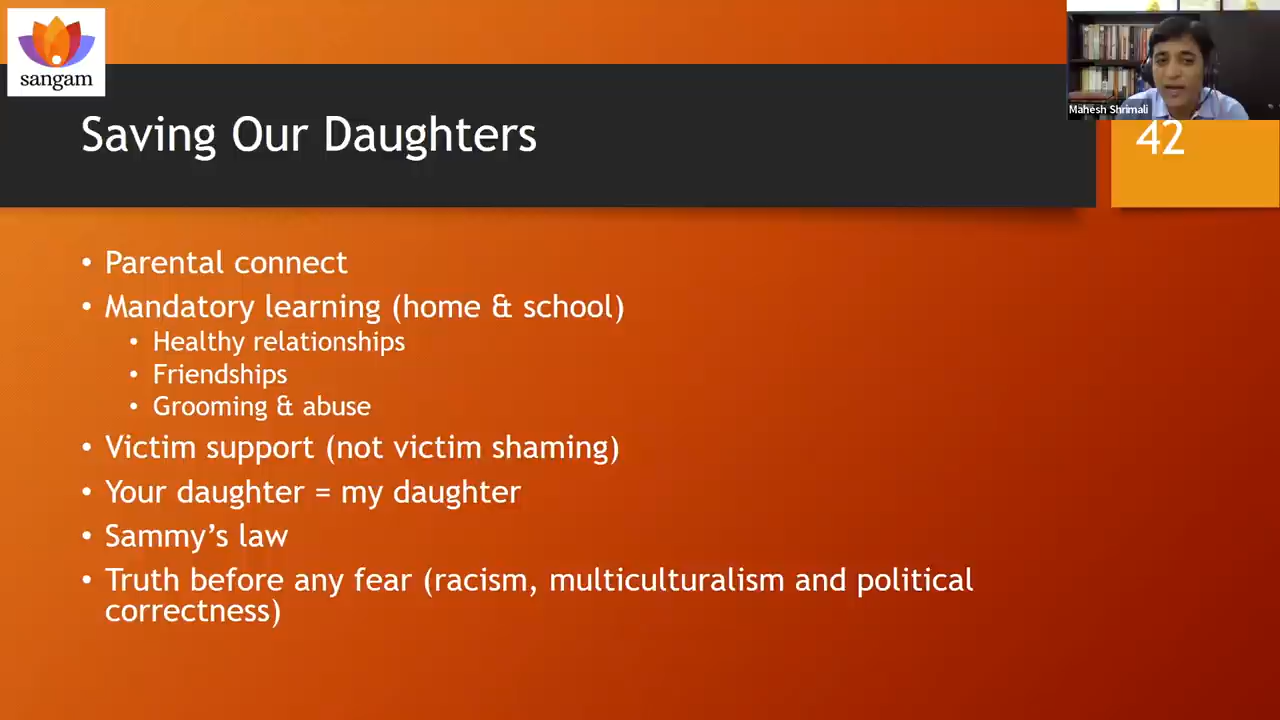 sangam
Mahesh Shrimali
Saving Our Daughters
42
• Parental connect
• Mandatory learning (home & school)
• Healthy relationships
• Friendships
• Grooming & abuse
• Victim support (not victim shaming)
• Your daughter = my daughter
• Sammy’s law
• Truth before any fear (racism, multiculturalism and political
correctness)